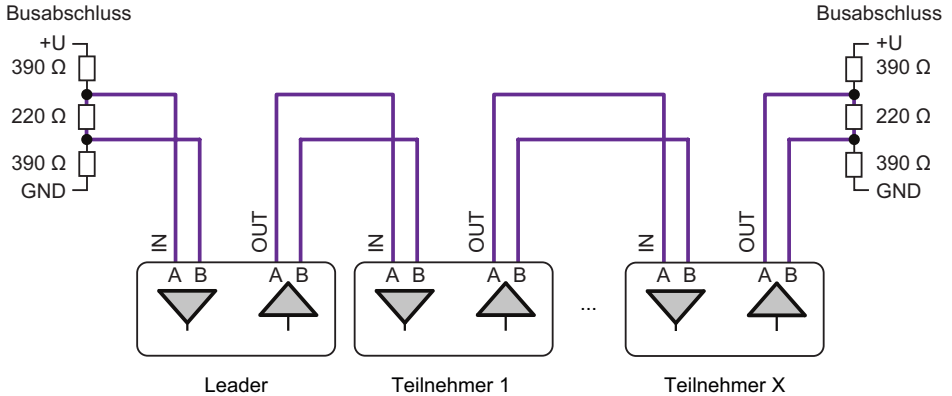 Busabschluss
+U
390 Ω
220 Ω
390 Ω
GND
Busabschluss
+U
390 Ω
220 Ω
390 Ω
GND
IN
OUT
IN
OUT
IN
OUT
A B
A B
A B
A B
A B
A B
...
Leader
Teilnehmer 1
Teilnehmer X